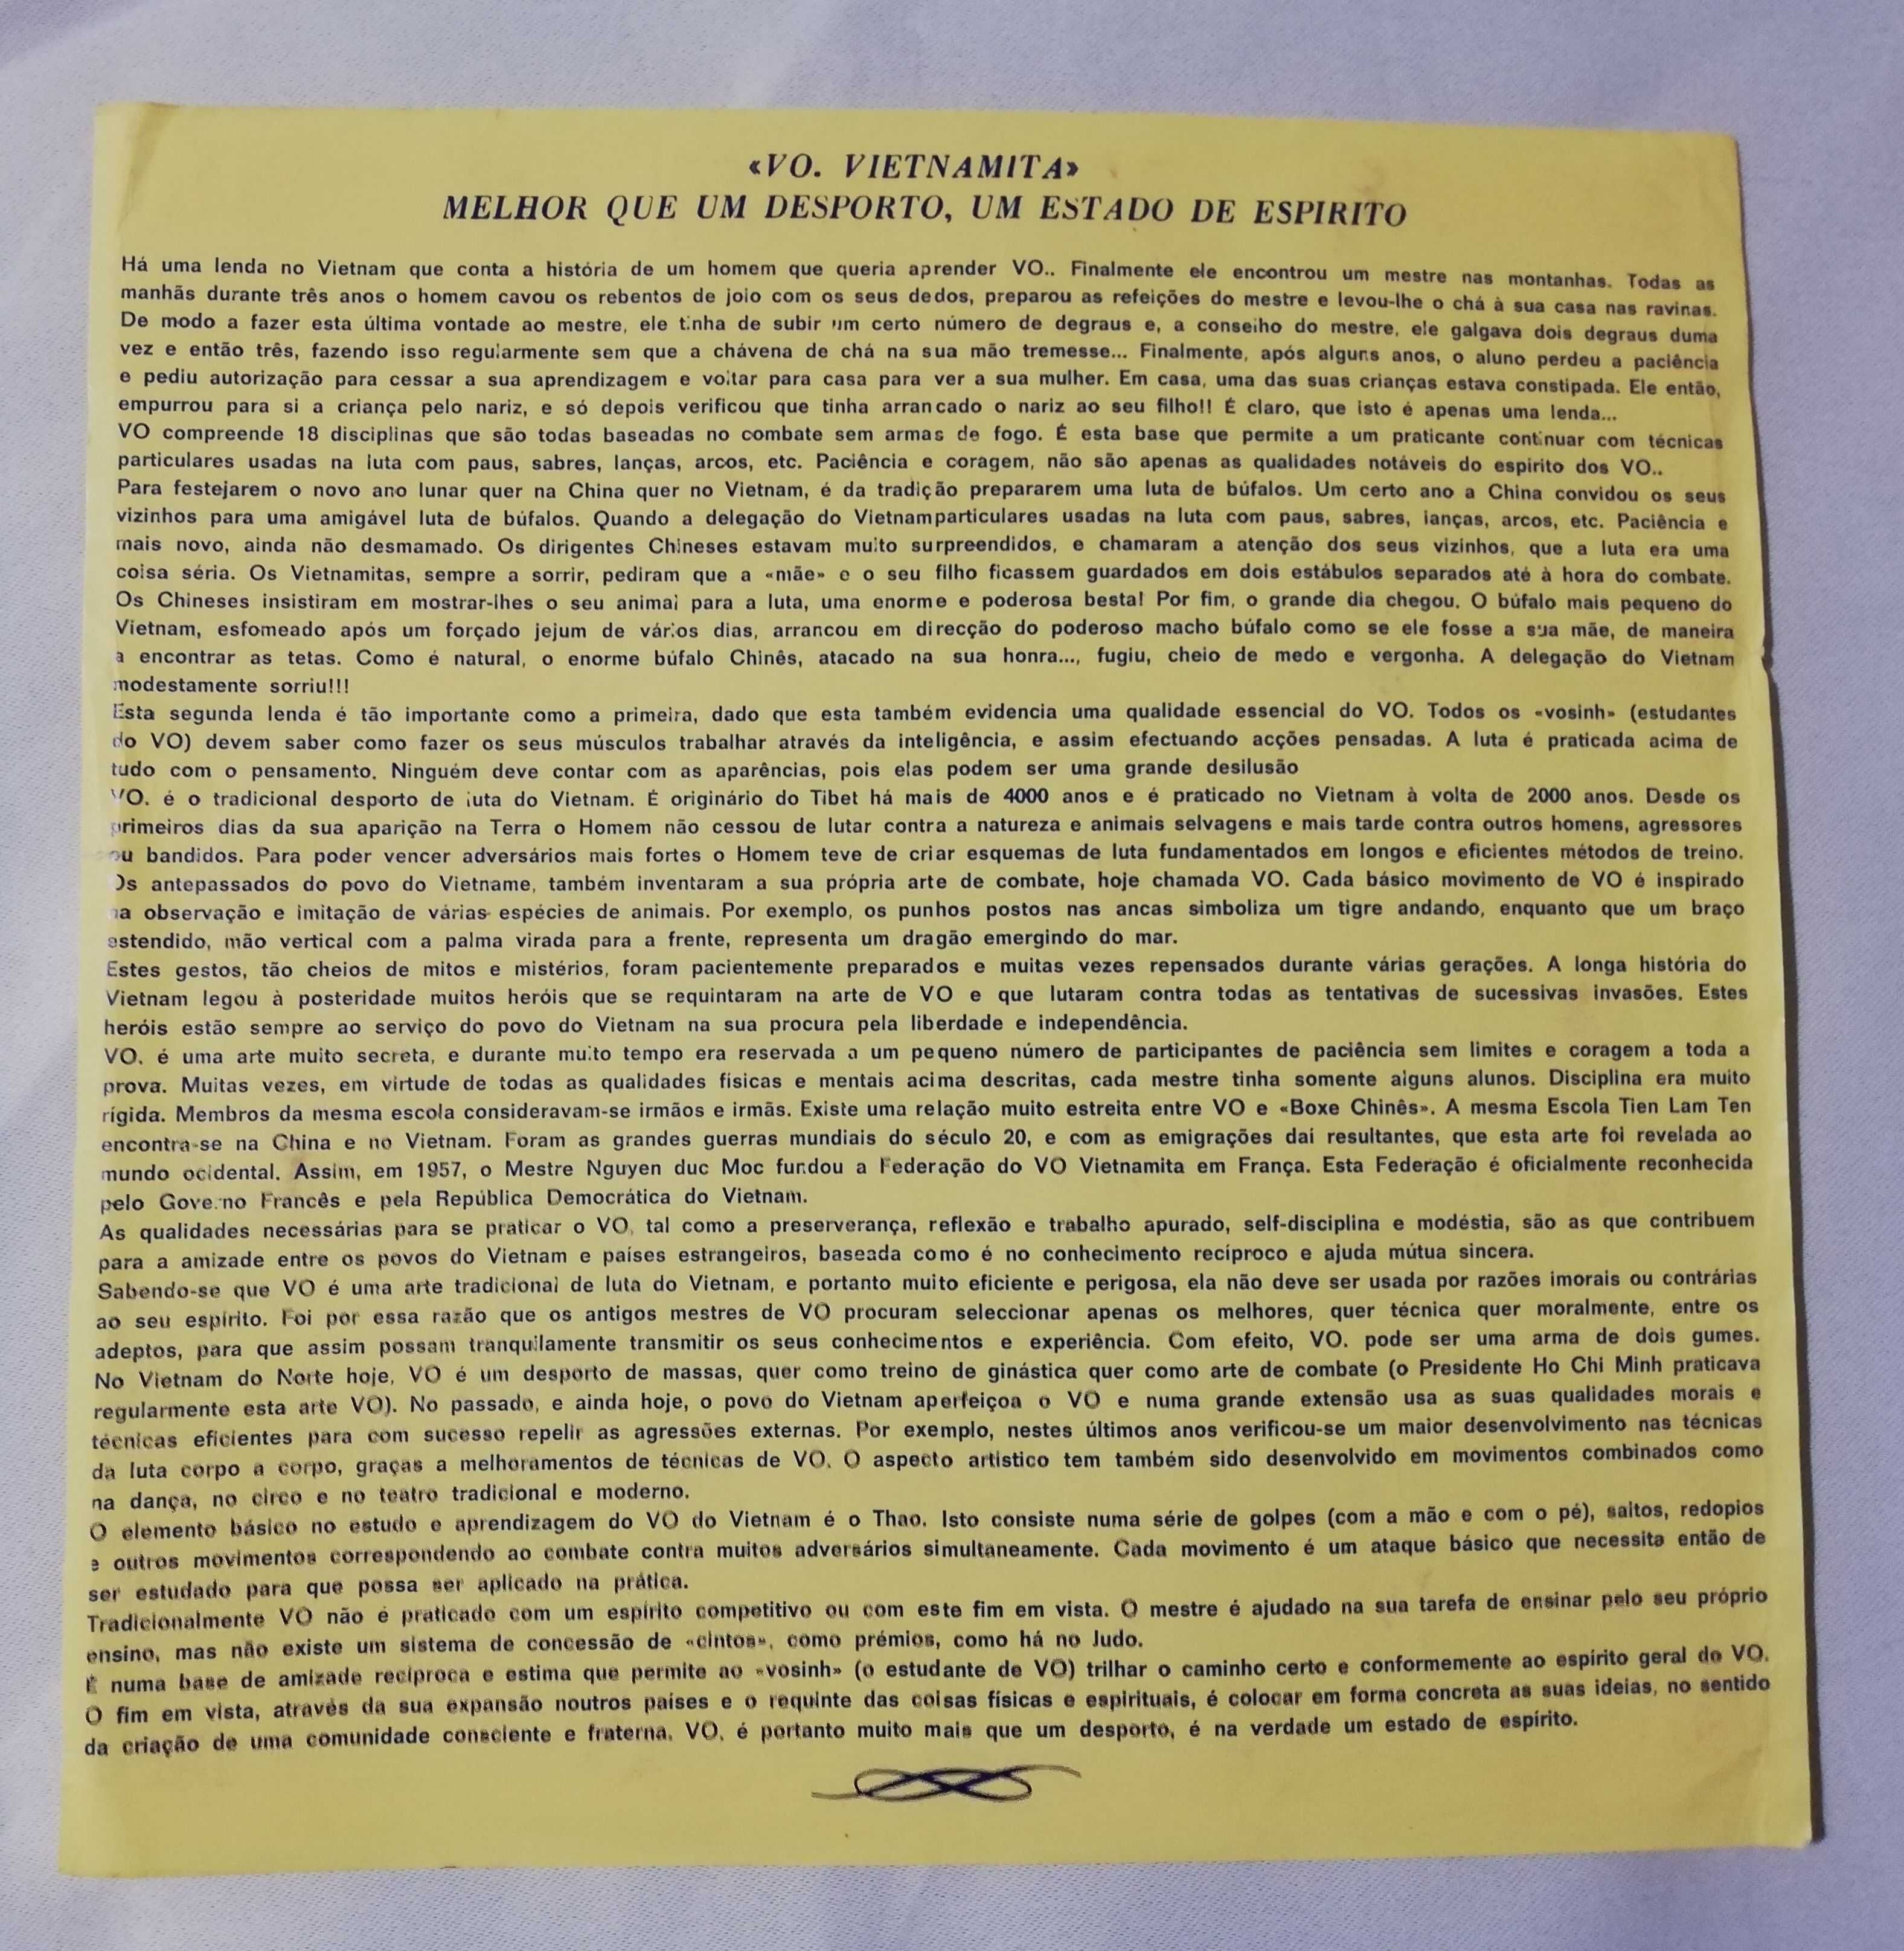 «VO. VIETNAMITA»
MELHOR QUE UM DESPORTO, UM ESTADO DE ESPIRITO
Há uma lenda no Vietnam que conta a história de um homem que queria aprender VO.. Finalmente ele encontrou um mestre nas montanhas. Todas as
manhãs durante três anos o homem cavou os rebentos de joio com os seus dedos, preparou as refeições do mestre e levou-lhe o chá à sua casa nas ravinas.
De modo a fazer esta última vontade ao mestre, ele tinha de subir um certo número de degraus e, a conselho do mestre, ele galgava dois degraus duma
vez e então três, fazendo isso regularmente sem que a chávena de chá na sua mão tremesse... Finalmente, após alguns anos, o aluno perdeu a paciência
e pediu autorização para cessar a sua aprendizagem e voltar para casa para ver a sua mulher. Em casa, uma das suas crianças estava constipada. Ele então,
empurrou para si a criança pelo nariz, e só depois verificou que tinha arrancado o nariz ao seu filho!! É claro, que isto é apenas uma lenda...
VO compreende 18 disciplinas que são todas baseadas no combate sem armas de fogo. É esta base que permite a um praticante continuar com técnicas
particulares usadas na luta com paus, sabres, lanças, arcos, etc. Paciência e coragem, não são apenas as qualidades notáveis do espirito dos VO..
Para festejarem o novo ano lunar quer na China quer no Vietnam, é da tradição prepararem uma luta de búfalos. Um certo ano a China convidou os seus
vizinhos para uma amigável luta de búfalos. Quando a delegação do Vietnamparticulares usadas na luta com paus, sabres, lanças, arcos, etc. Paciência e
mais novo, ainda não desmamado. Os dirigentes Chineses estavam muito surpreendidos, e chamaram a atenção dos seus vizinhos, que a luta era uma
coisa séria. Os Vietnamitas, sempre a sorrir, pediram que a «mãe» e o seu filho ficassem guardados em dois estábulos separados até à hora do combate.
Os Chineses insistiram em mostrar-lhes o seu animal para a luta, uma enorme e poderosa besta! Por fim, o grande dia chegou. O búfalo mais pequeno do
Vietnam, esfomeado após um forçado jejum de vários dias, arrancou em direcção do poderoso macho búfalo como se ele fosse a sua mãe, de maneira
a encontrar as tetas. Como é natural, o enorme búfalo Chinês, atacado na sua honra..., fugiu, cheio de medo e vergonha. A delegação do Vietnam
modestamente sorriu!!!
Esta segunda lenda é tão importante como a primeira, dado que esta também evidencia uma qualidade essencial do VO. Todos os «vosinh» (estudantes
do VO) devem saber como fazer os seus músculos trabalhar através da inteligência, e assim efectuando acções pensadas. A luta é praticada acima de
tudo com o pensamento. Ninguém deve contar com as aparências, pois elas podem ser uma grande desilusão
VO. é o tradicional desporto de luta do Vietnam. É originário do Tibet há mais de 4000 anos e é praticado no Vietnam à volta de 2000 anos. Desde os
primeiros dias da sua aparição na Terra o Homem não cessou de lutar contra a natureza e animais selvagens e mais tarde contra outros homens, agressores
ou bandidos. Para poder vencer adversários mais fortes o Homem teve de criar esquemas de luta fundamentados em longos e eficientes métodos de treino.
Os antepassados do povo do Vietname, também inventaram a sua própria arte de combate, hoje chamada VO. Cada básico movimento de VO é inspirado
na observação e imitação de várias espécies de animais. Por exemplo, os punhos postos nas ancas simboliza um tigre andando, enquanto que um braço
estendido, mão vertical com a palma virada para a frente, representa um dragão emergindo do mar.
Estes gestos, tão cheios de mitos e mistérios, foram pacientemente preparados e muitas vezes repensados durante várias gerações. A longa história do
Vietnam legou à posteridade muitos heróis que se requintaram na arte de VO e que lutaram contra todas as tentativas de sucessivas invasões. Estes
heróis estão sempre ao serviço do povo do Vietnam na sua procura pela liberdade e independência.
VO. é uma arte muito secreta, e durante muito tempo era reservada a um pequeno número de participantes de paciência sem limites e coragem a toda a
prova. Muitas vezes, em virtude de todas as qualidades físicas e mentais acima descritas, cada mestre tinha somente alguns alunos. Disciplina era muito
rígida. Membros da mesma escola consideravam-se irmãos e irmãs. Existe uma relação muito estreita entre VO e «Boxe Chinês». A mesma Escola Tien Lam Ten
encontra-se na China e no Vietnam. Foram as grandes guerras mundiais do século 20, e com as emigrações daí resultantes, que esta arte foi revelada ao
mundo ocidental. Assim, em 1957, o Mestre Nguyen duc Moc fundou a Federação do VO Vietnamita em França. Esta Federação é oficialmente reconhecida
pelo Governo Francês e pela República Democrática do Vietnam.
As qualidades necessárias para se praticar o VO, tal como a preserverança, reflexão e trabalho apurado, self-disciplina e modéstia, são as que contribuem
para a amizade entre os povos do Vietnam e países estrangeiros, baseada como é no conhecimento recíproco e ajuda mútua sincera.
Sabendo-se que VO é uma arte tradicional de luta do Vietnam, e portanto muito eficiente e perigosa, ela não deve ser usada por razões imorais ou contrárias
ao seu espírito. Foi por essa razão que os antigos mestres de VO procuram seleccionar apenas os melhores, quer técnica quer moralmente, entre os
adeptos, para que assim possam tranquilamente transmitir os seus conhecimentos e experiência. Com efeito, VO. pode ser uma arma de dois gumes.
No Vietnam do Norte hoje, VO é um desporto de massas, quer como treino de ginástica quer como arte de combate (o Presidente Ho Chi Minh praticava
regularmente esta arte VO). No passado, e ainda hoje, o povo do Vietnam aperfeiçoa o VO e numa grande extensão usa as suas qualidades morais e
técnicas eficientes para com sucesso repelir as agressões externas. Por exemplo, nestes últimos anos verificou-se um maior desenvolvimento nas técnicas
da luta corpo a corpo, graças a melhoramentos de técnicas de VO. O aspecto artístico tem também sido desenvolvido em movimentos combinados como
na dança, no circo e no teatro tradicional e moderno.
O elemento básico no estudo e aprendizagem do VO do Vietnam é o Thao. Isto consiste numa série de golpes (com a mão e com o pé), saltos, redopios
e outros movimentos correspondendo ao combate contra muitos adversários simultaneamente. Cada movimento é um ataque básico que necessita então de
ser estudado para que possa ser aplicado na prática.
Tradicionalmente VO não é praticado com um espírito competitivo ou com este fim em vista. O mestre é ajudado na sua tarefa de ensinar pelo seu próprio
ensino, mas não existe um sistema de concessão de «cintos», como prémios, como há no Judo.
É numa base de amizade recíproca e estima que permite ao «vosinh» (o estudante de VO) trilhar o caminho certo e conformemente ao espírito geral do VO.
O fim em vista, através da sua expansão noutros países e o requinte das coisas físicas e espirituais, é colocar em forma concreta as suas ideias, no sentido
da criação de uma comunidade consciente e fraterna. VO. é portanto muito mais que um desporto, é na verdade um estado de espírito.